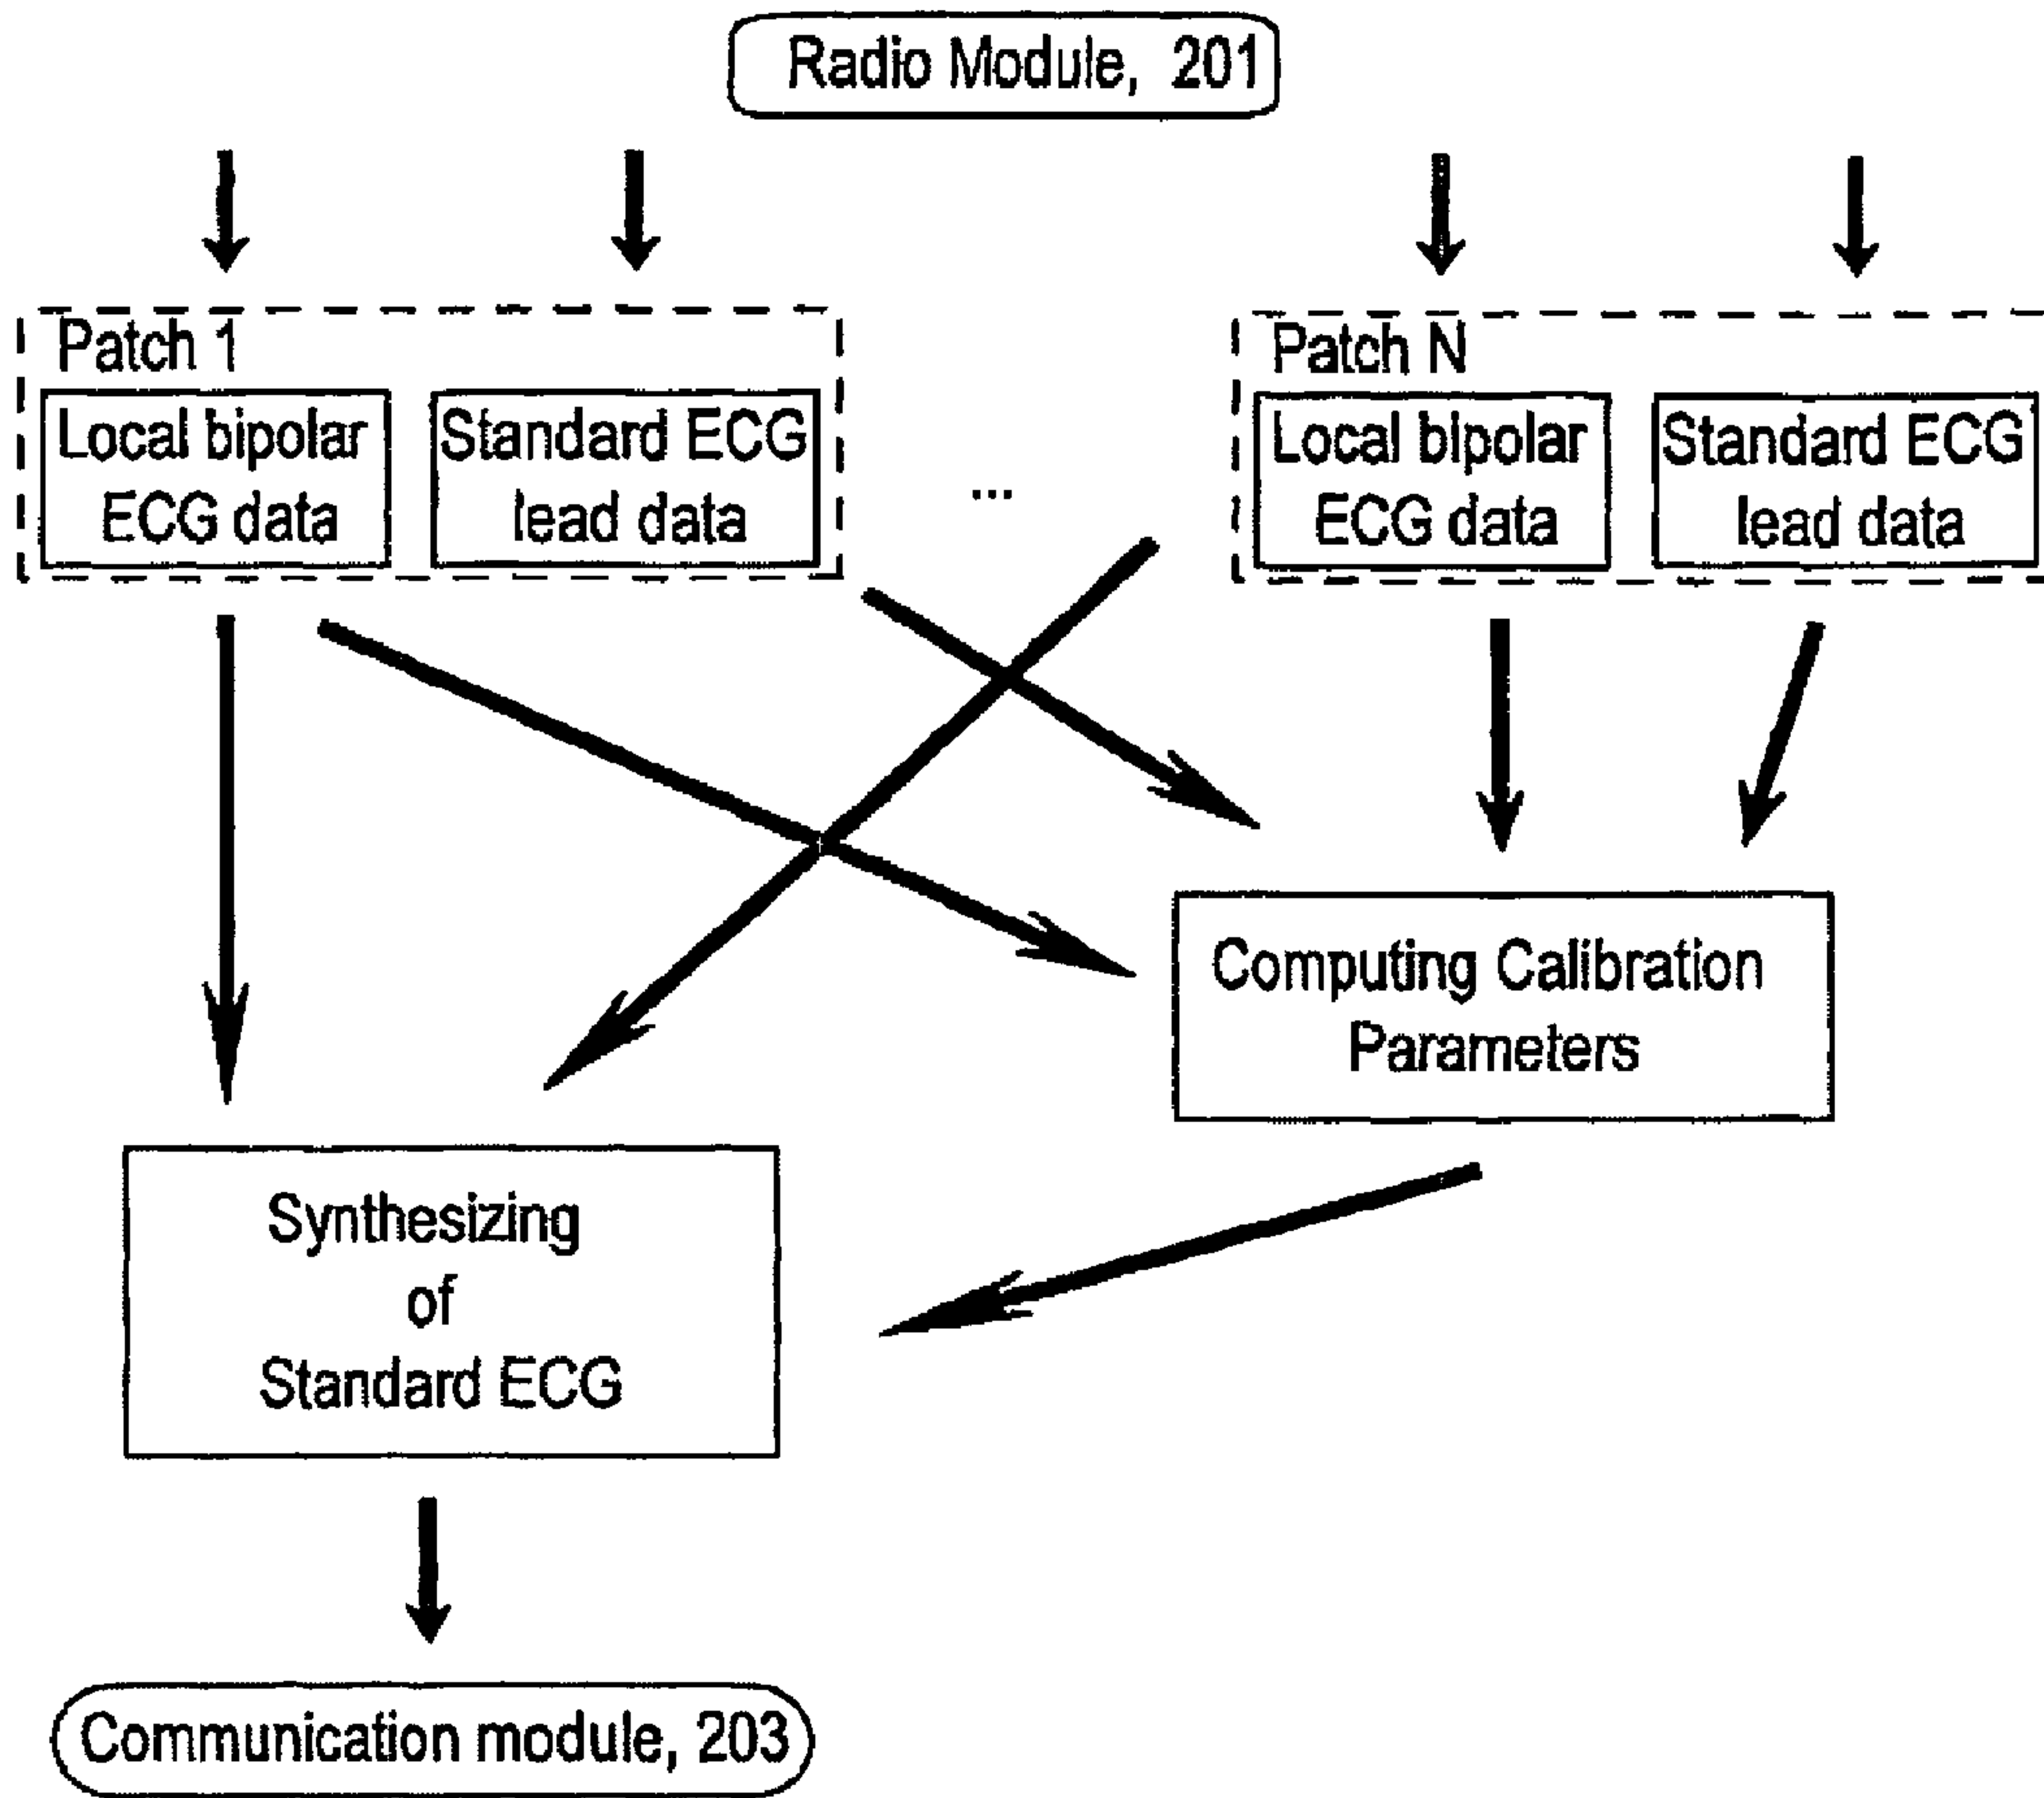 Radio Module, 201
Patch 1
Local bipolar
ECG data
Standard ECG
lead data
...
Patch N
Local bipolar
ECG data
Standard ECG
lead data
Computing Calibration
Parameters
Synthesizing
of
Standard ECG
Communication module, 203